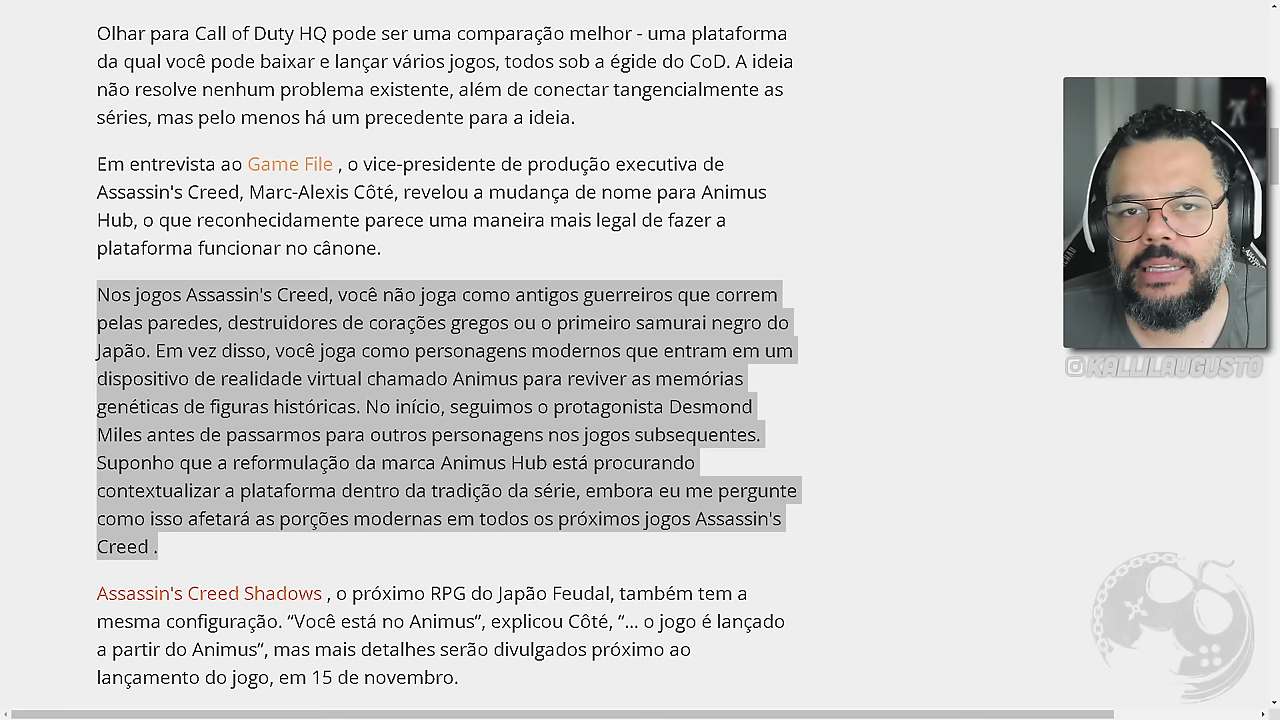 Olhar para Call of Duty HQ pode ser uma comparação melhor - uma plataforma
da qual você pode baixar e lançar vários jogos, todos sob a égide do CoD. A ideia
não resolve nenhum problema existente, além de conectar tangencialmente as
séries, mas pelo menos há um precedente para a ideia.
Em entrevista ao Game File , o vice-presidente de produção executiva de
Assassin's Creed, Marc-Alexis Côté, revelou a mudança de nome para Animus
Hub, o que reconhecidamente parece uma maneira mais legal de fazer a
plataforma funcionar no cânone.
Nos jogos Assassin's Creed, você não joga como antigos guerreiros que correm
pelas paredes, destruidores de corações gregos ou o primeiro samurai negro do
Japão. Em vez disso, você joga como personagens modernos que entram em um
dispositivo de realidade virtual chamado Animus para reviver as memórias
genéticas de figuras históricas. No início, seguimos o protagonista Desmond
Miles antes de passarmos para outros personagens nos jogos subsequentes.
Suponho que a reformulação da marca Animus Hub está procurando
contextualizar a plataforma dentro da tradição da série, embora eu me pergunte
como isso afetará as porções modernas em todos os próximos jogos Assassin's
Creed .
Assassin's Creed Shadows , o próximo RPG do Japão Feudal, também tem a
mesma configuração. “Você está no Animus”, explicou Côté, “... o jogo é lançado
a partir do Animus”, mas mais detalhes serão divulgados próximo ao
lançamento do jogo, em 15 de novembro.
@KALLILAUGUSTO